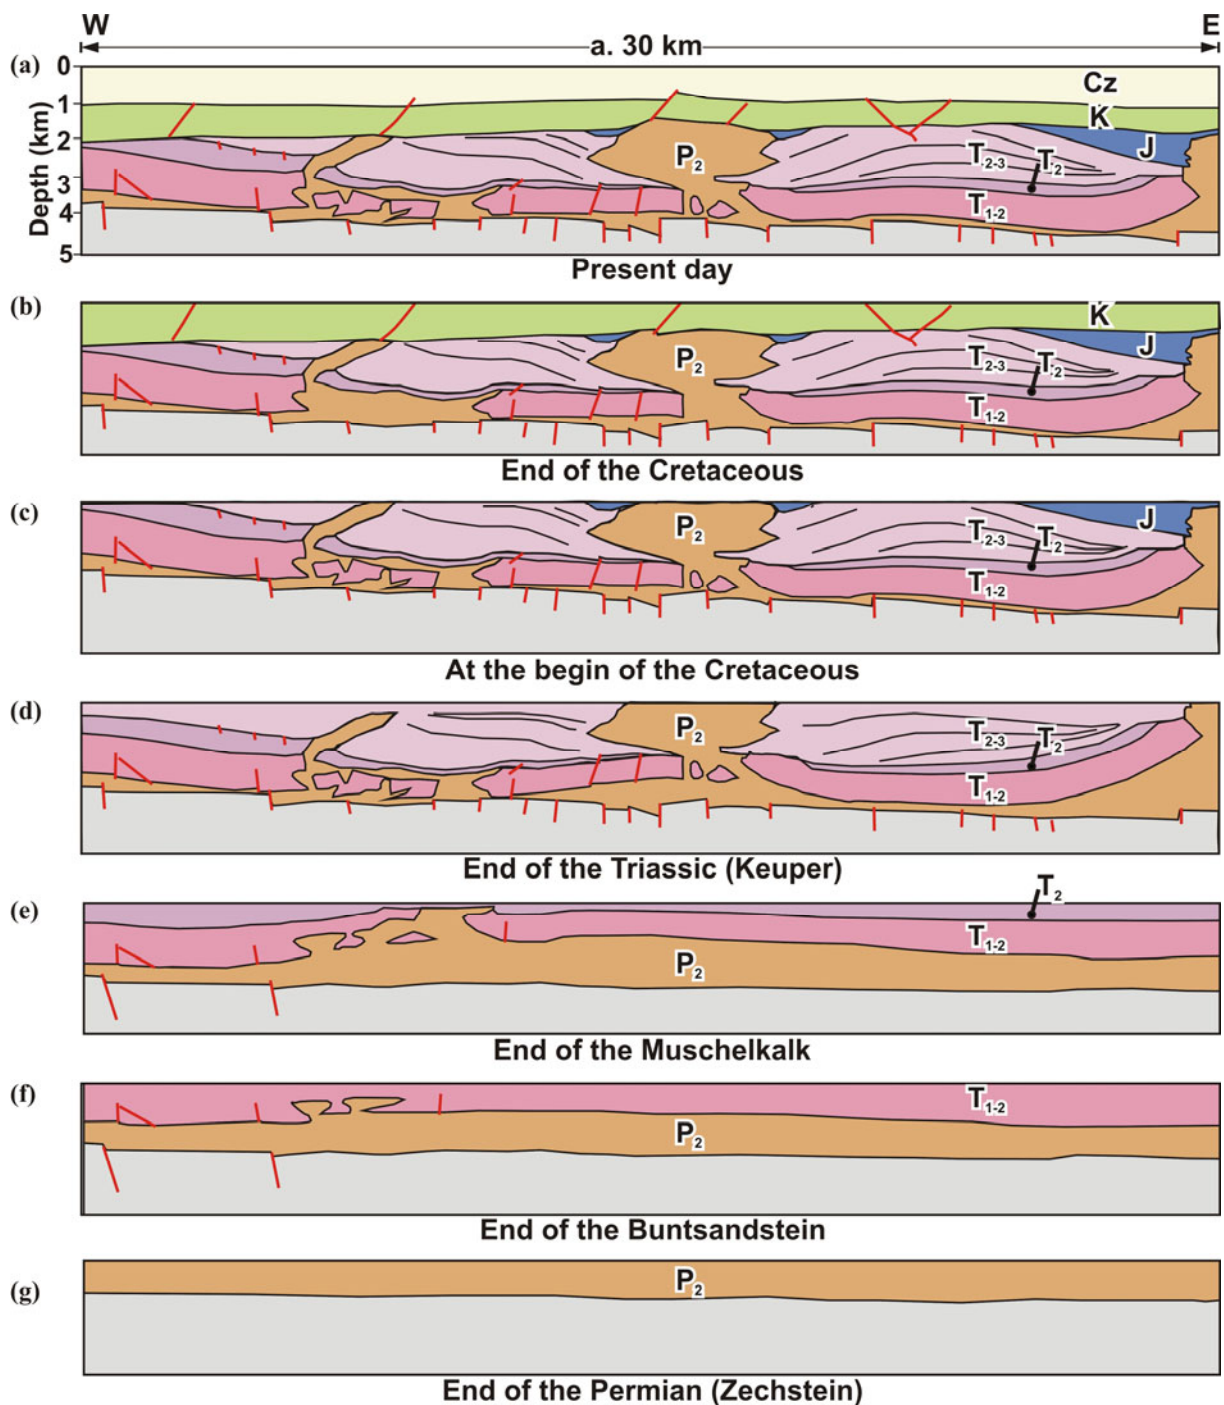 W E
a. 30 km
(a) 0
1
2
3
4
5
Depth (km)
Cz
K
J
P2
T2-3 T2
T1-2
Present day
(b)
K
J
P2
T2-3 T2
T1-2
End of the Cretaceous
(c)
J
P2
T2-3 T2
T1-2
At the begin of the Cretaceous
(d)
P2
T2-3 T2
T1-2
End of the Triassic (Keuper)
(e)
T2
T1-2
P2
End of the Muschelkalk
(f)
T1-2
P2
End of the Buntsandstein
(g)
P2
End of the Permian (Zechstein)